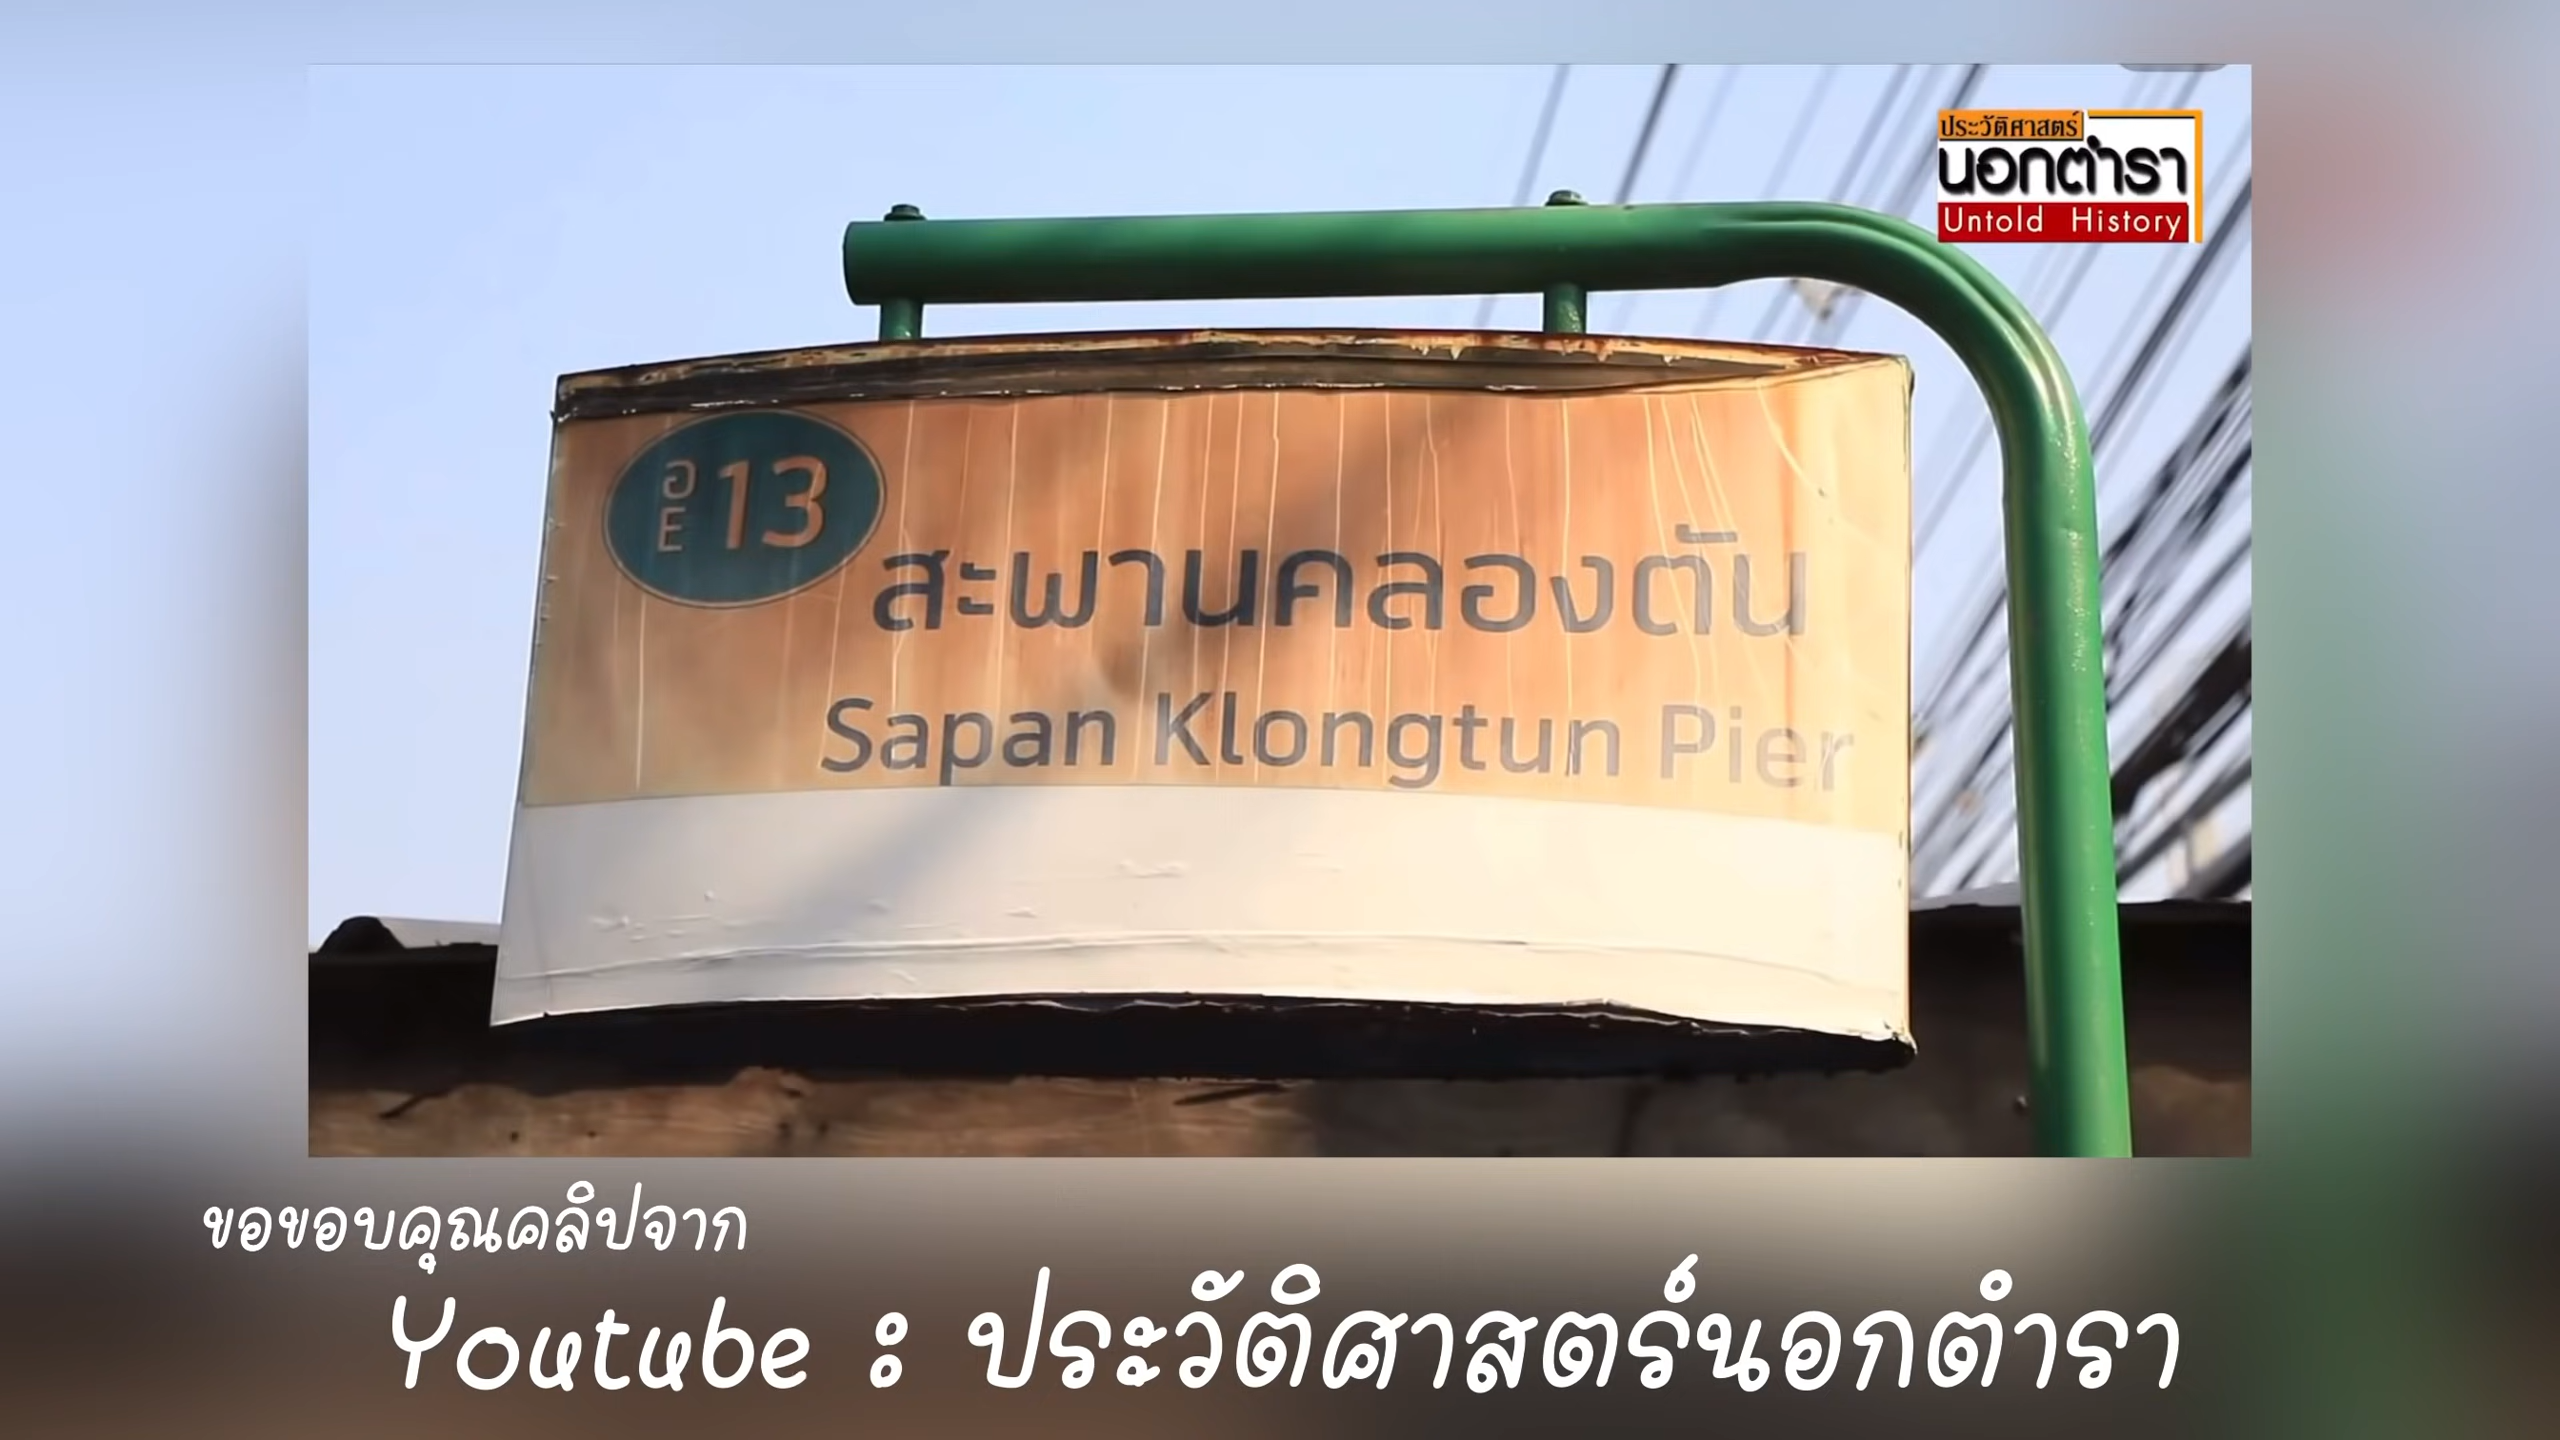 ประวัติศาสตร์
นอกตำรา
Untold History
อ
E 13
สะพานคลองตัน
Sapan Klongtun Pier
ขอขอบคุณคลิปจาก
Youtube : ประวัติศาสตร์นอกตำรา